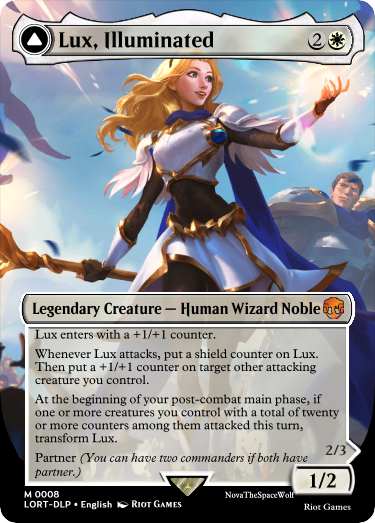 Lux, Illuminated 2
Legendary Creature — Human Wizard Noble
Lux enters with a +1/+1 counter.
Whenever Lux attacks, put a shield counter on Lux.
Then put a +1/+1 counter on target other attacking
creature you control.
At the beginning of your post-combat main phase, if
one or more creatures you control with a total of twenty
or more counters among them attacked this turn,
transform Lux.
Partner (You can have two commanders if both have
partner.)
2/3
1/2
M 0008
LORT-DLP • English Riot Games
NovaTheSpaceWolf
Riot Games